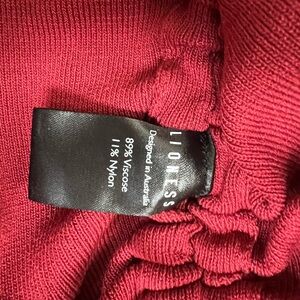 LIONESS
Designed in Australia
89% Viscose
11% Nylon